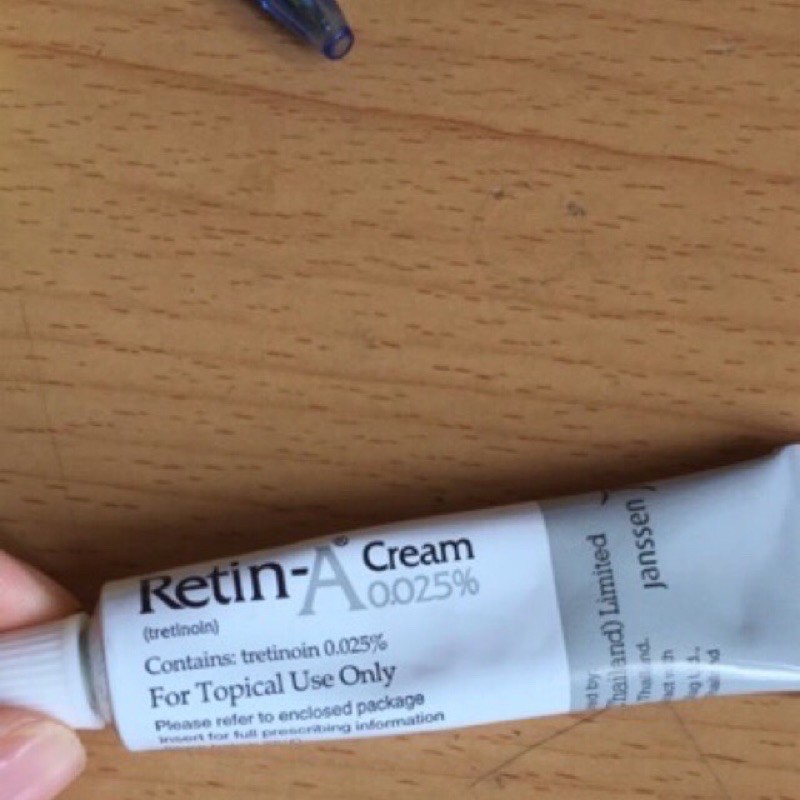 Retin-A® Cream
0.025%
(tretinoin)
Contains: tretinoin 0.025%
For Topical Use Only
Please refer to enclosed package
insert for full prescribing information
Limited
janssen
Thailand.